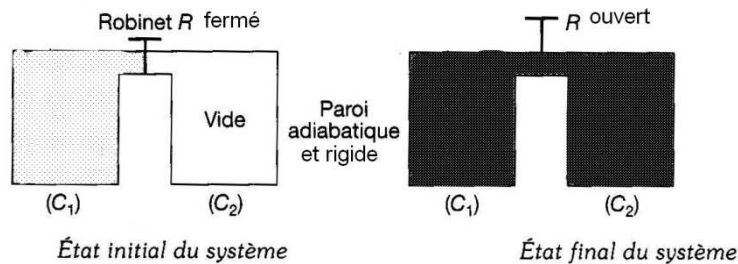 Robinet R fermé
R ouvert
Vide
Paroi
adiabatique
et rigide
(C₁)
(C₂)
(C₁)
(C₂)
État initial du système
État final du système